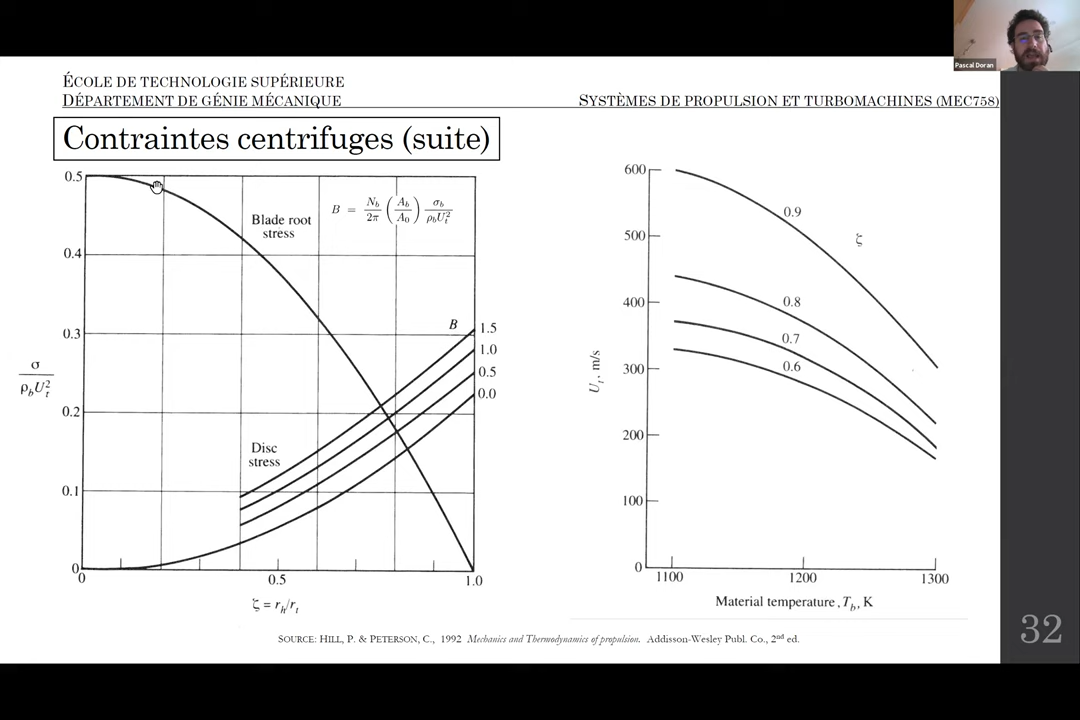 Pascal Doran
ÉCOLE DE TECHNOLOGIE SUPÉRIEURE
DÉPARTEMENT DE GÉNIE MÉCANIQUE
SYSTÈMES DE PROPULSION ET TURBOMACHINES (MEC758)
Contraintes centrifuges (suite)
0.5
0.4
0.3
0.2
0.1
0
σ
ρbUt²
Blade root
stress
B = Nb/2π (Ab/A0) σb/ρbUt²
B
1.5
1.0
0.5
0.0
Disc
stress
0
0.5
1.0
ζ = rh/rt
600
500
400
300
200
100
0
Ut, m/s
0.9
ζ
0.8
0.7
0.6
1100
1200
1300
Material temperature, Tb, K
SOURCE: HILL, P. & PETERSON, C., 1992 Mechanics and Thermodynamics of propulsion. Addisson-Wesley Publ. Co., 2nd ed.
32